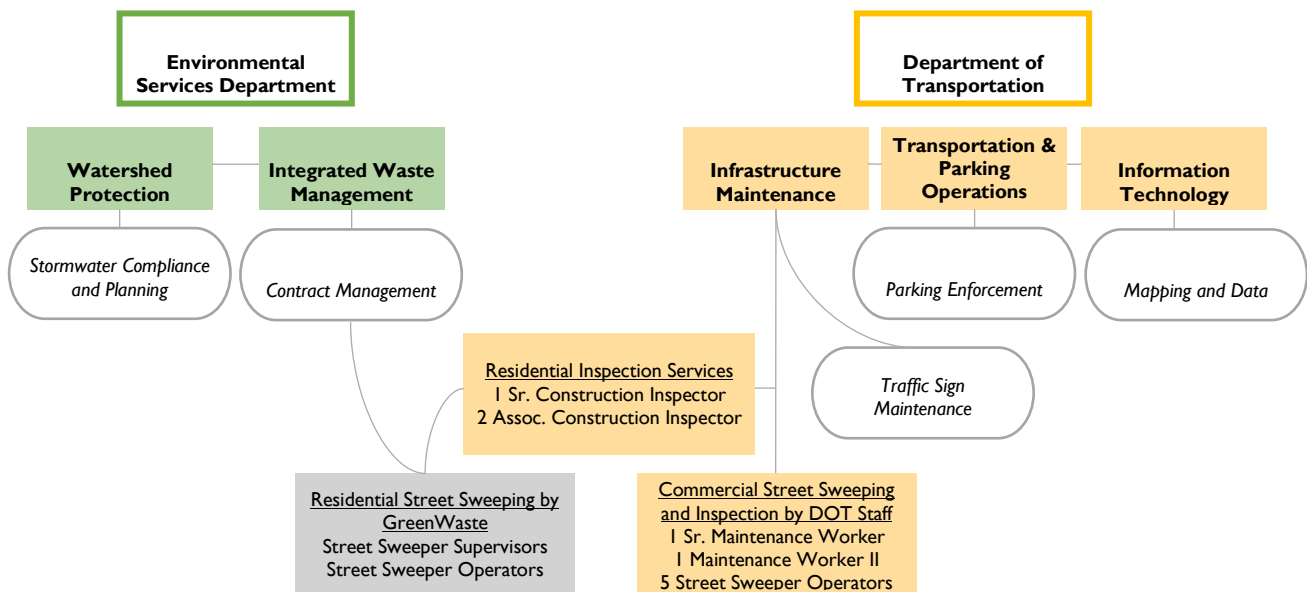 Environmental
Services Department
Department of
Transportation
Watershed
Protection
Integrated Waste
Management
Infrastructure
Maintenance
Transportation &
Parking
Operations
Information
Technology
Stormwater Compliance
and Planning
Contract Management
Parking Enforcement
Mapping and Data
Residential Inspection Services
1 Sr. Construction Inspector
2 Assoc. Construction Inspector
Traffic Sign
Maintenance
Residential Street Sweeping by
GreenWaste
Street Sweeper Supervisors
Street Sweeper Operators
Commercial Street Sweeping
and Inspection by DOT Staff
1 Sr. Maintenance Worker
1 Maintenance Worker II
5 Street Sweeper Operators